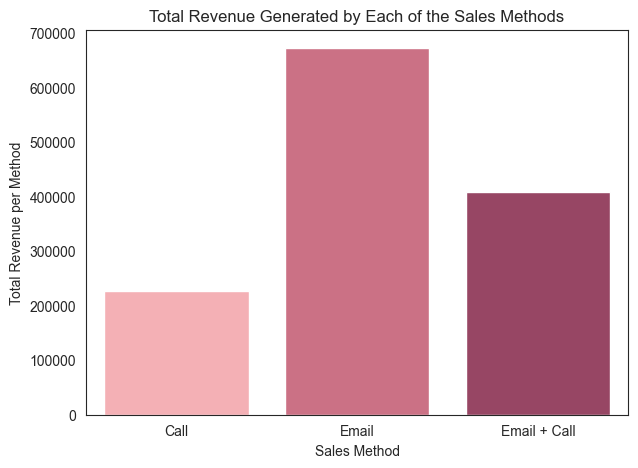 Total Revenue Generated by Each of the Sales Methods
Total Revenue per Method
700000
600000
500000
400000
300000
200000
100000
0
Call
Email
Email + Call
Sales Method